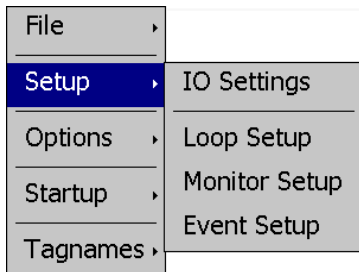 File
Setup
Options
Startup
Tagnames
IO Settings
Loop Setup
Monitor Setup
Event Setup